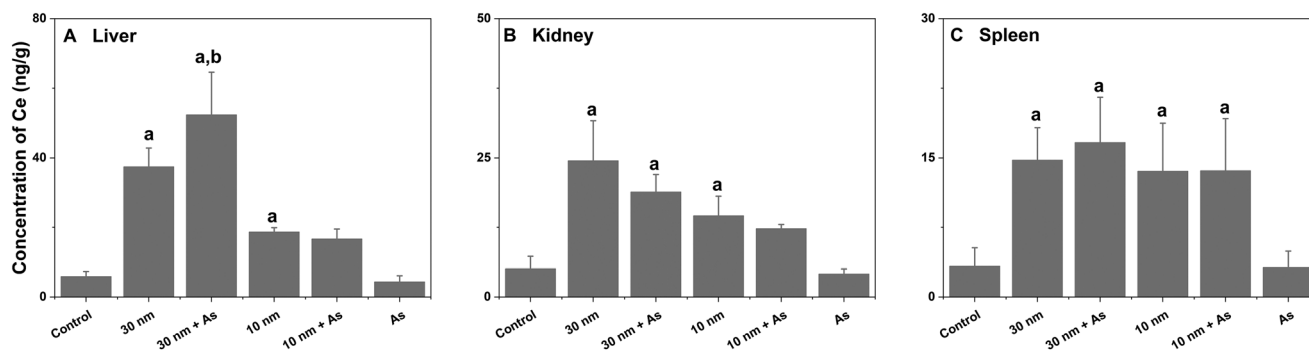 Concentration of Ce (ng/g)
80
40
0
A Liver
a
a,b
a
Control
30 nm
30 nm + As
10 nm
10 nm + As
As
50
25
0
B Kidney
a
a
a
Control
30 nm
30 nm + As
10 nm
10 nm + As
As
30
15
0
C Spleen
a
a
a
a
Control
30 nm
30 nm + As
10 nm
10 nm + As
As